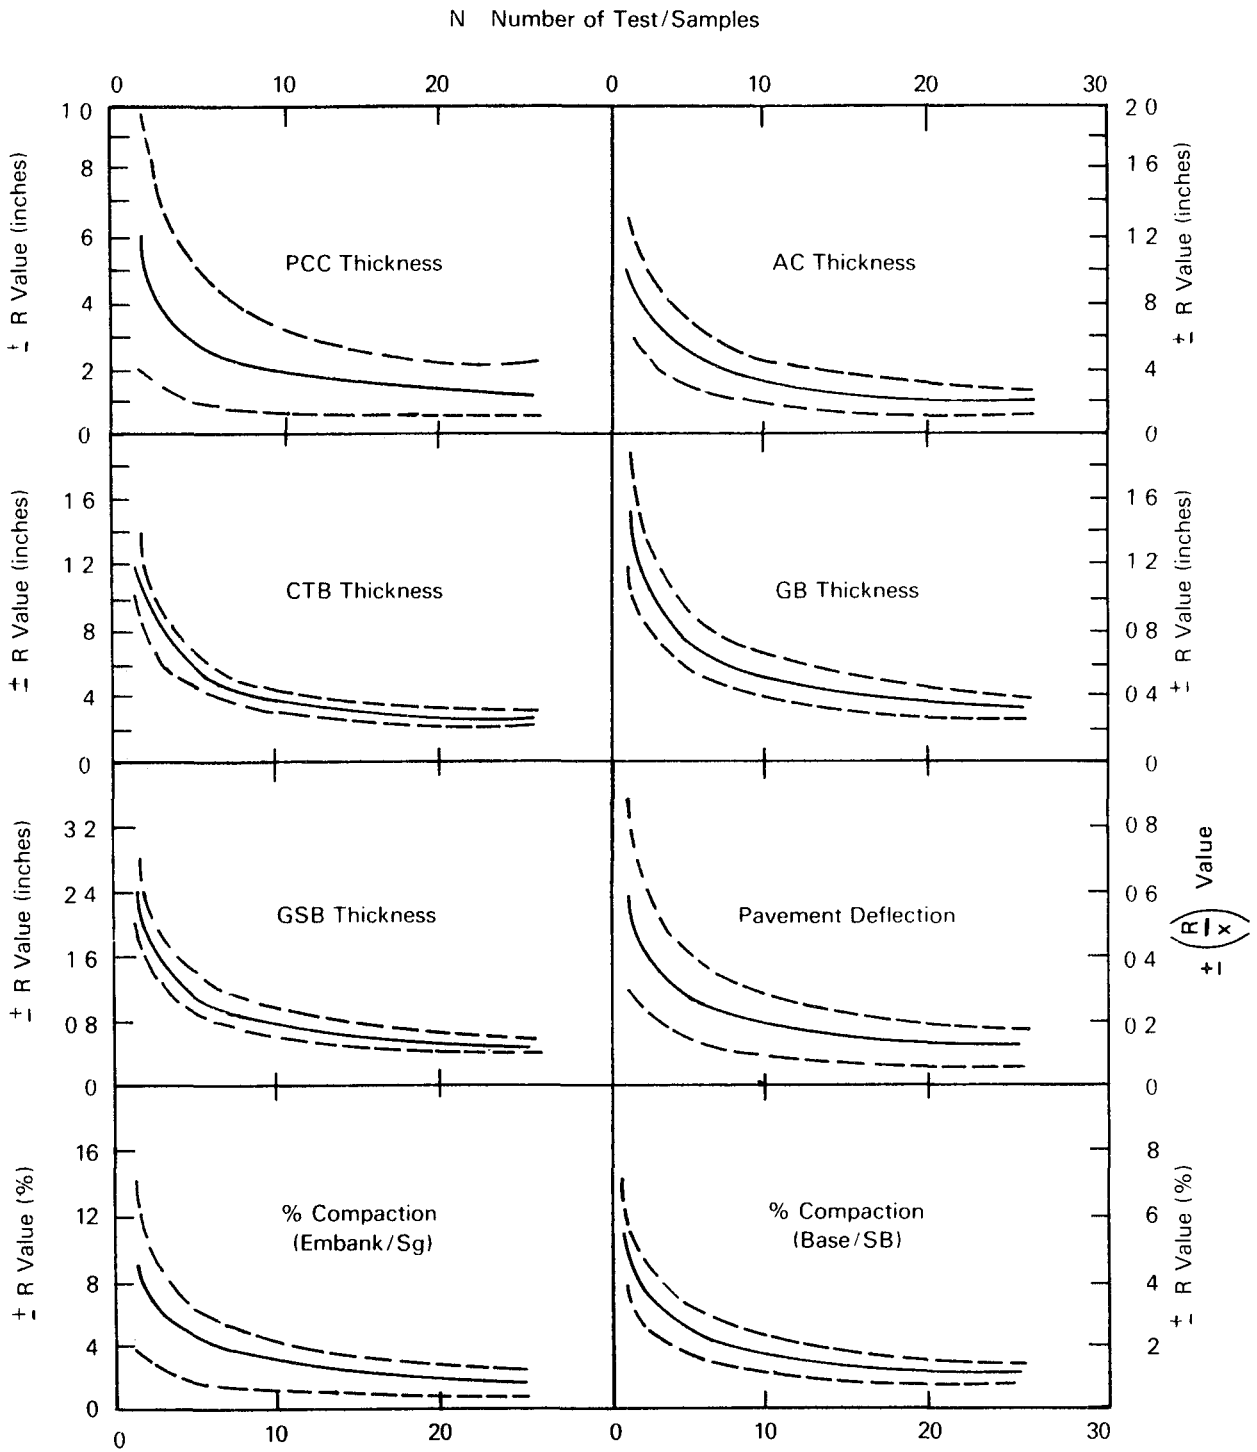 N Number of Test/Samples
0 10 20 0 10 20 30
± R Value (inches)
1 0
8
6
4
2
0
PCC Thickness
AC Thickness
2 0
1 6
1 2
8
4
0
± R Value (inches)
± R Value (inches)
1 6
1 2
8
4
0
CTB Thickness
GB Thickness
1 6
1 2
0 8
0 4
0
± R Value (inches)
± R Value (inches)
3 2
2 4
1 6
0 8
0
GSB Thickness
Pavement Deflection
0 8
0 6
0 4
0 2
0
± (R/x) Value
± R Value (%)
16
12
8
4
0
% Compaction
(Embank/Sg)
% Compaction
(Base/SB)
8
6
4
2
± R Value (%)
0 10 20 0 10 20 30